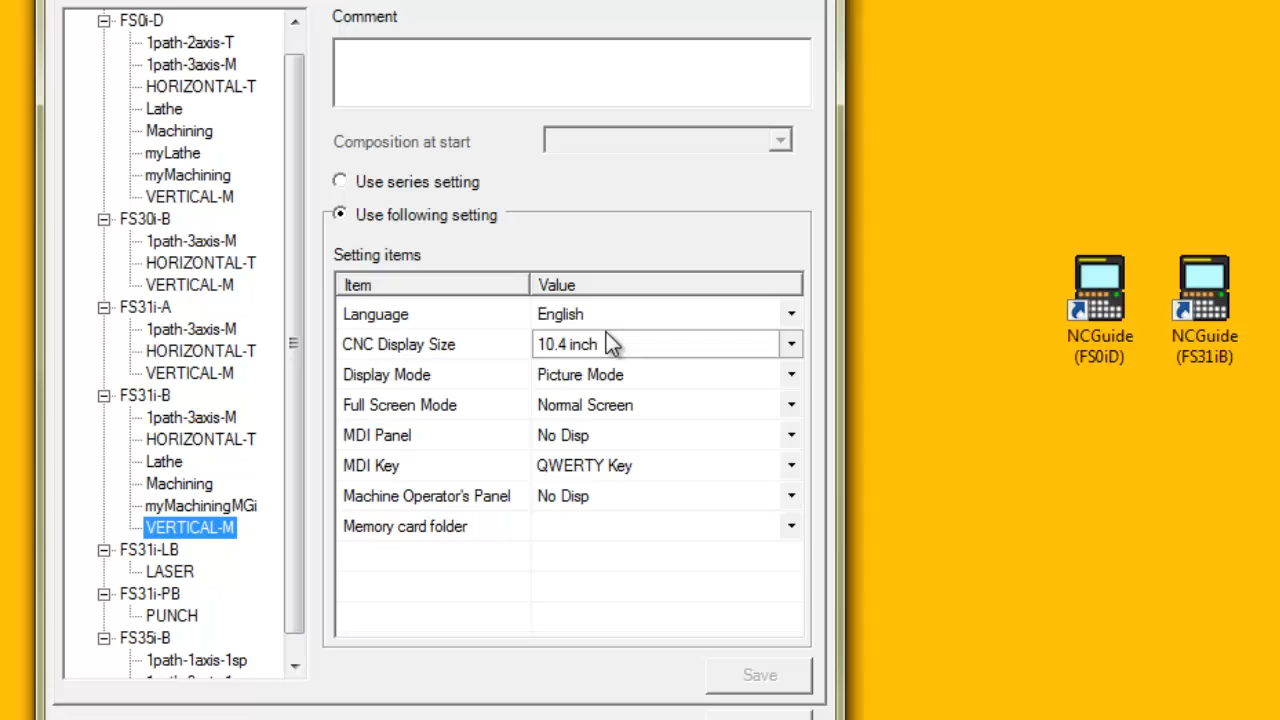 FS0i-D
1path-2axis-T
1path-3axis-M
HORIZONTAL-T
Lathe
Machining
myLathe
myMachining
VERTICAL-M
FS30i-B
1path-3axis-M
HORIZONTAL-T
VERTICAL-M
FS31i-A
1path-3axis-M
HORIZONTAL-T
VERTICAL-M
FS31i-B
1path-3axis-M
HORIZONTAL-T
Lathe
Machining
myMachiningMGi
VERTICAL-M
FS31i-LB
LASER
FS31i-PB
PUNCH
FS35i-B
1path-1axis-1sp
Comment
Composition at start
Use series setting
Use following setting
Setting items
Item Value
Language English
CNC Display Size 10.4 inch
Display Mode Picture Mode
Full Screen Mode Normal Screen
MDI Panel No Disp
MDI Key QWERTY Key
Machine Operator's Panel No Disp
Memory card folder
Save
NCGuide
(FS0iD)
NCGuide
(FS31iB)